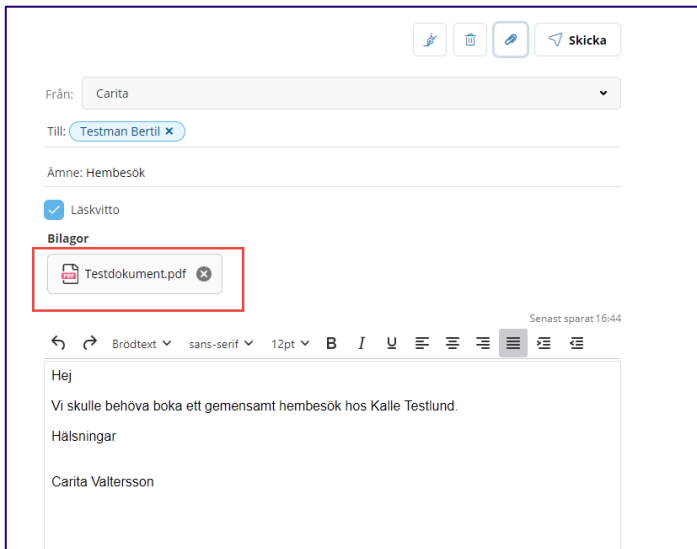 Skicka
Från: Carita
Till: Testman Bertil ×
Ämne: Hembesök
Läskvitto
Bilagor
PDF Testdokument.pdf
Senast sparat 16:44
Brödtext sans-serif 12pt B I U
Hej
Vi skulle behöva boka ett gemensamt hembesök hos Kalle Testlund.
Hälsningar
Carita Valtersson